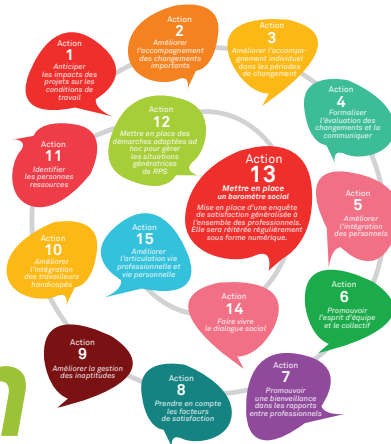 Action
1
Anticiper
les impacts des
projets sur les
conditions de
travail
Action
2
Améliorer
l'accompagnement
des changements
importants
Action
3
Améliorer l'accompa-
gnement individuel
dans les périodes
de changement
Action
4
Formaliser
l'évaluation des
changements et la
communiquer
Action
5
Améliorer
l'intégration
des personnels
Action
6
Promouvoir
l'esprit d'équipe
et le collectif
Action
7
Promouvoir
une bienveillance
dans les rapports
entre professionnels
Action
8
Prendre en compte
les facteurs
de satisfaction
Action
9
Améliorer la gestion
des inaptitudes
Action
10
Améliorer
l'intégration
des travailleurs
handicapés
Action
11
Identifier
les personnes
ressources
Action
12
Mettre en place des
démarches adaptées ad
hoc pour gérer
les situations
génératrices
de RPS
Action
13
Mettre en place
un baromètre social
Mise en place d'une enquête
de satisfaction généralisée à
l'ensemble des professionnels.
Elle sera réitérée régulièrement
sous forme numérique.
Action
14
Faire vivre
le dialogue social
Action
15
Améliorer
l'articulation vie
professionnelle et
vie personnelle